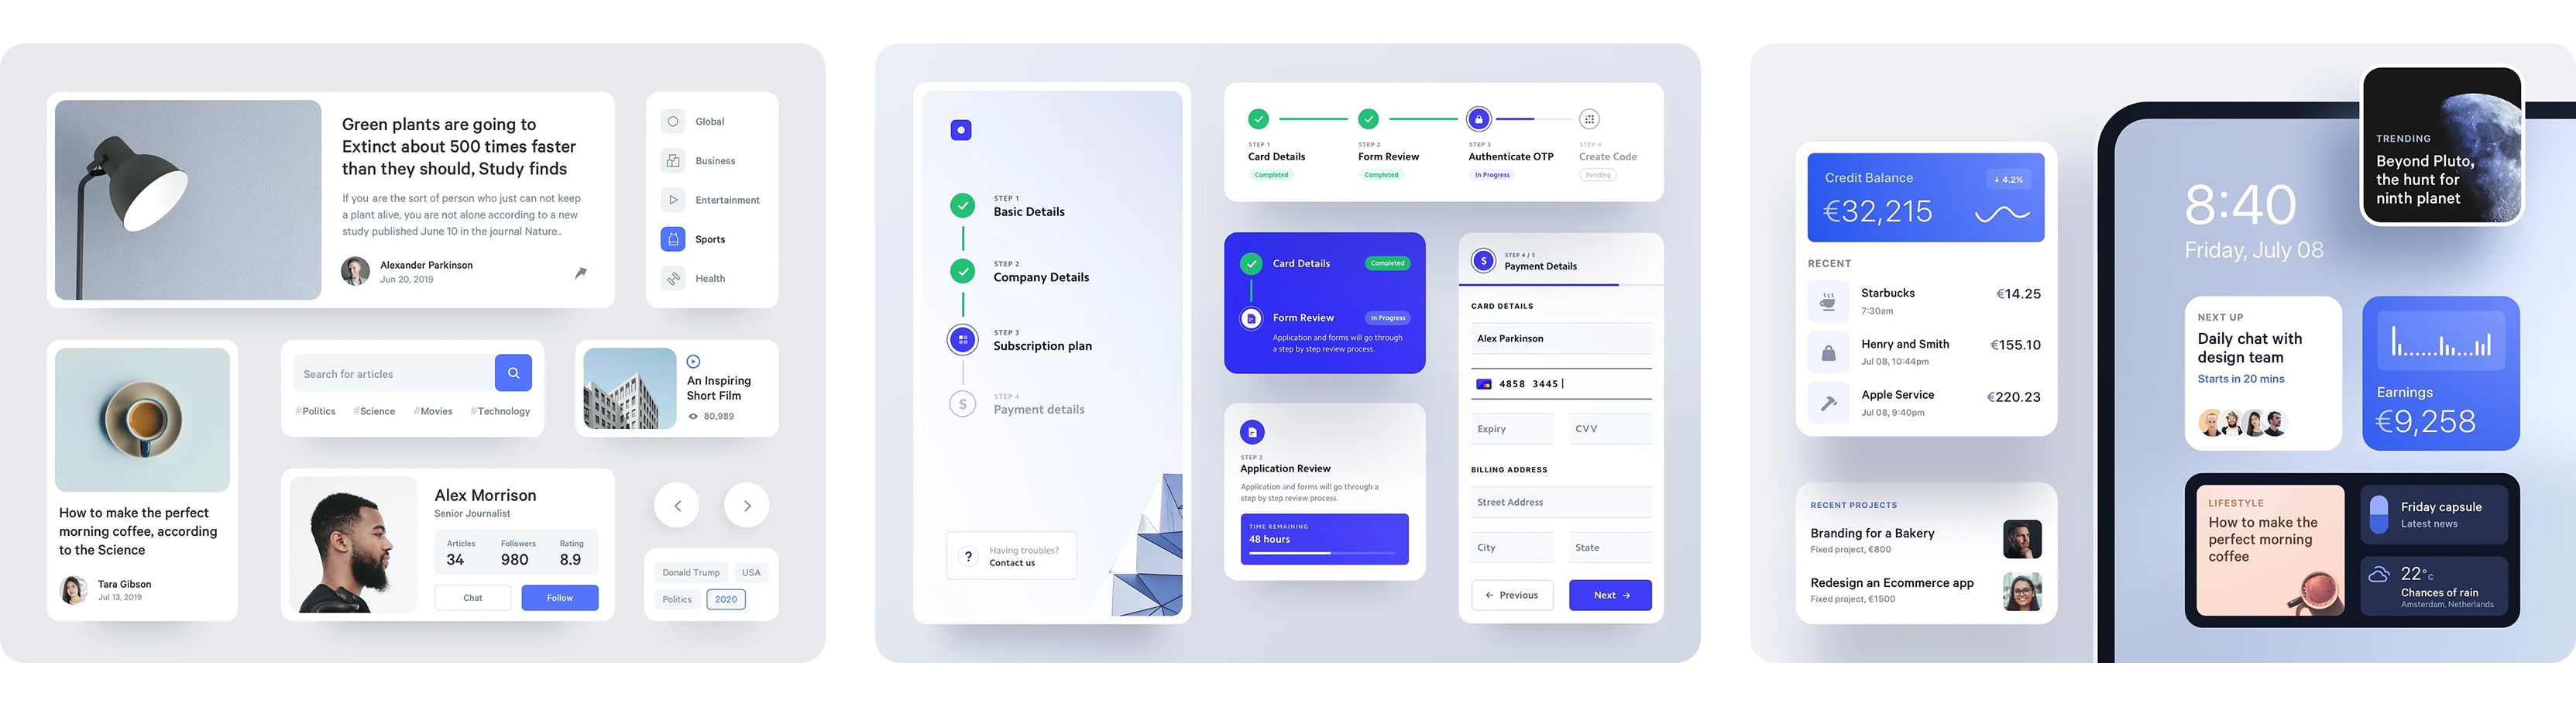 Green plants are going to
Extinct about 500 times faster
than they should, Study finds
If you are the sort of person who just can not keep
a plant alive, you are not alone according to a new
study published June 10 in the journal Nature..
Alexander Parkinson
Jun 20, 2019
Global
Business
Entertainment
Sports
Health
How to make the perfect
morning coffee, according
to the Science
Tara Gibson
Jul 13, 2019
Search for articles
#Politics #Science #Movies #Technology
An Inspiring
Short Film
80,989
Alex Morrison
Senior Journalist
Articles Followers Rating
34 980 8.9
Chat Follow
Donald Trump USA
Politics 2020
STEP 1
Basic Details
STEP 2
Company Details
STEP 3
Subscription plan
$
STEP 4
Payment details
?
Having troubles?
Contact us
STEP 1 STEP 2 STEP 3 STEP 4
Card Details Form Review Authenticate OTP Create Code
Completed Completed In Progress Pending
Card Details Completed
Form Review In Progress
Application and forms will go through
a step by step review process.
STEP 2
Application Review
Application and forms will go through a
step by step review process.
TIME REMAINING
48 hours
$
STEP 4 / 5
Payment Details
CARD DETAILS
Alex Parkinson
4858 3445
Expiry CVV
BILLING ADDRESS
Street Address
City State
← Previous Next →
Credit Balance ↓ 4.2%
€32,215
RECENT
Starbucks €14.25
7:30am
Henry and Smith €155.10
Jul 08, 10:44pm
Apple Service €220.23
Jul 08, 9:40pm
RECENT PROJECTS
Branding for a Bakery
Fixed project, €800
Redesign an Ecommerce app
Fixed project, €1500
TRENDING
Beyond Pluto,
the hunt for
ninth planet
8:40
Friday, July 08
NEXT UP
Daily chat with
design team
Starts in 20 mins
Earnings
€9,258
LIFESTYLE
How to make the
perfect morning
coffee
Friday capsule
Latest news
22°c
Chances of rain
Amsterdam, Netherlands